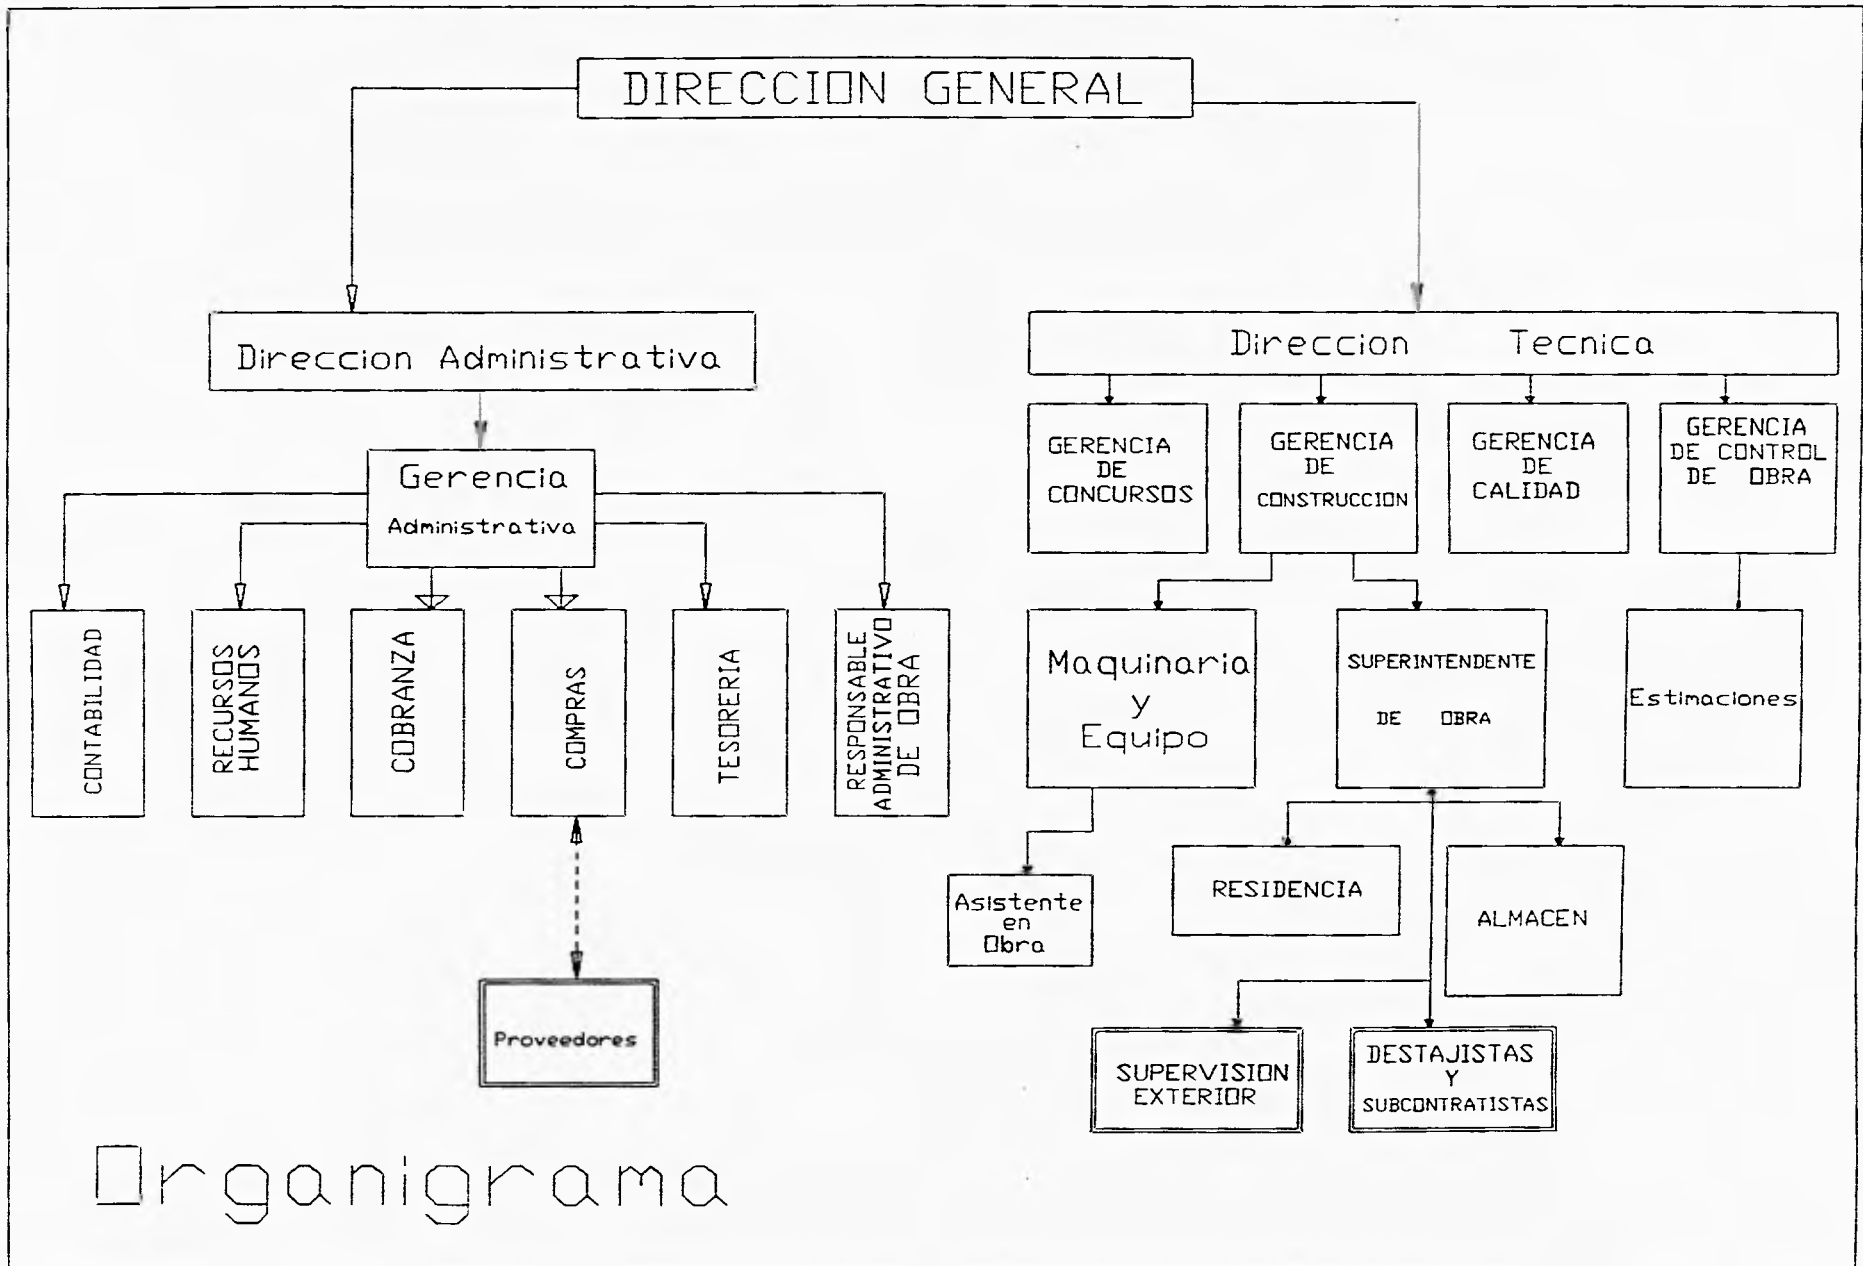 DIRECCION GENERAL
Direccion Administrativa
Direccion Tecnica
Gerencia
Administrativa
GERENCIA
DE
CONCURSOS
GERENCIA
DE
CONSTRUCCION
GERENCIA
DE
CALIDAD
GERENCIA
DE CONTROL
DE OBRA
CONTABILIDAD
RECURSOS
HUMANOS
COBRANZA
COMPRAS
TESORERIA
RESPONSABLE
ADMINISTRATIVO
DE OBRA
Maquinaria
y
Equipo
SUPERINTENDENTE
DE OBRA
Estimaciones
Asistente
en
Obra
RESIDENCIA
ALMACEN
Proveedores
SUPERVISION
EXTERIOR
DESTAJISTAS
Y
SUBCONTRATISTAS
Organigrama